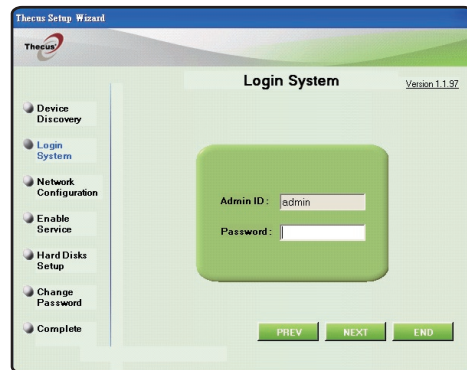 Thecus Setup Wizard
Thecus
Login System
Version 1.1.97
Device
Discovery
Login
System
Network
Configuration
Enable
Service
Hard Disks
Setup
Change
Password
Complete
Admin ID :
admin
Password :
PREV
NEXT
END